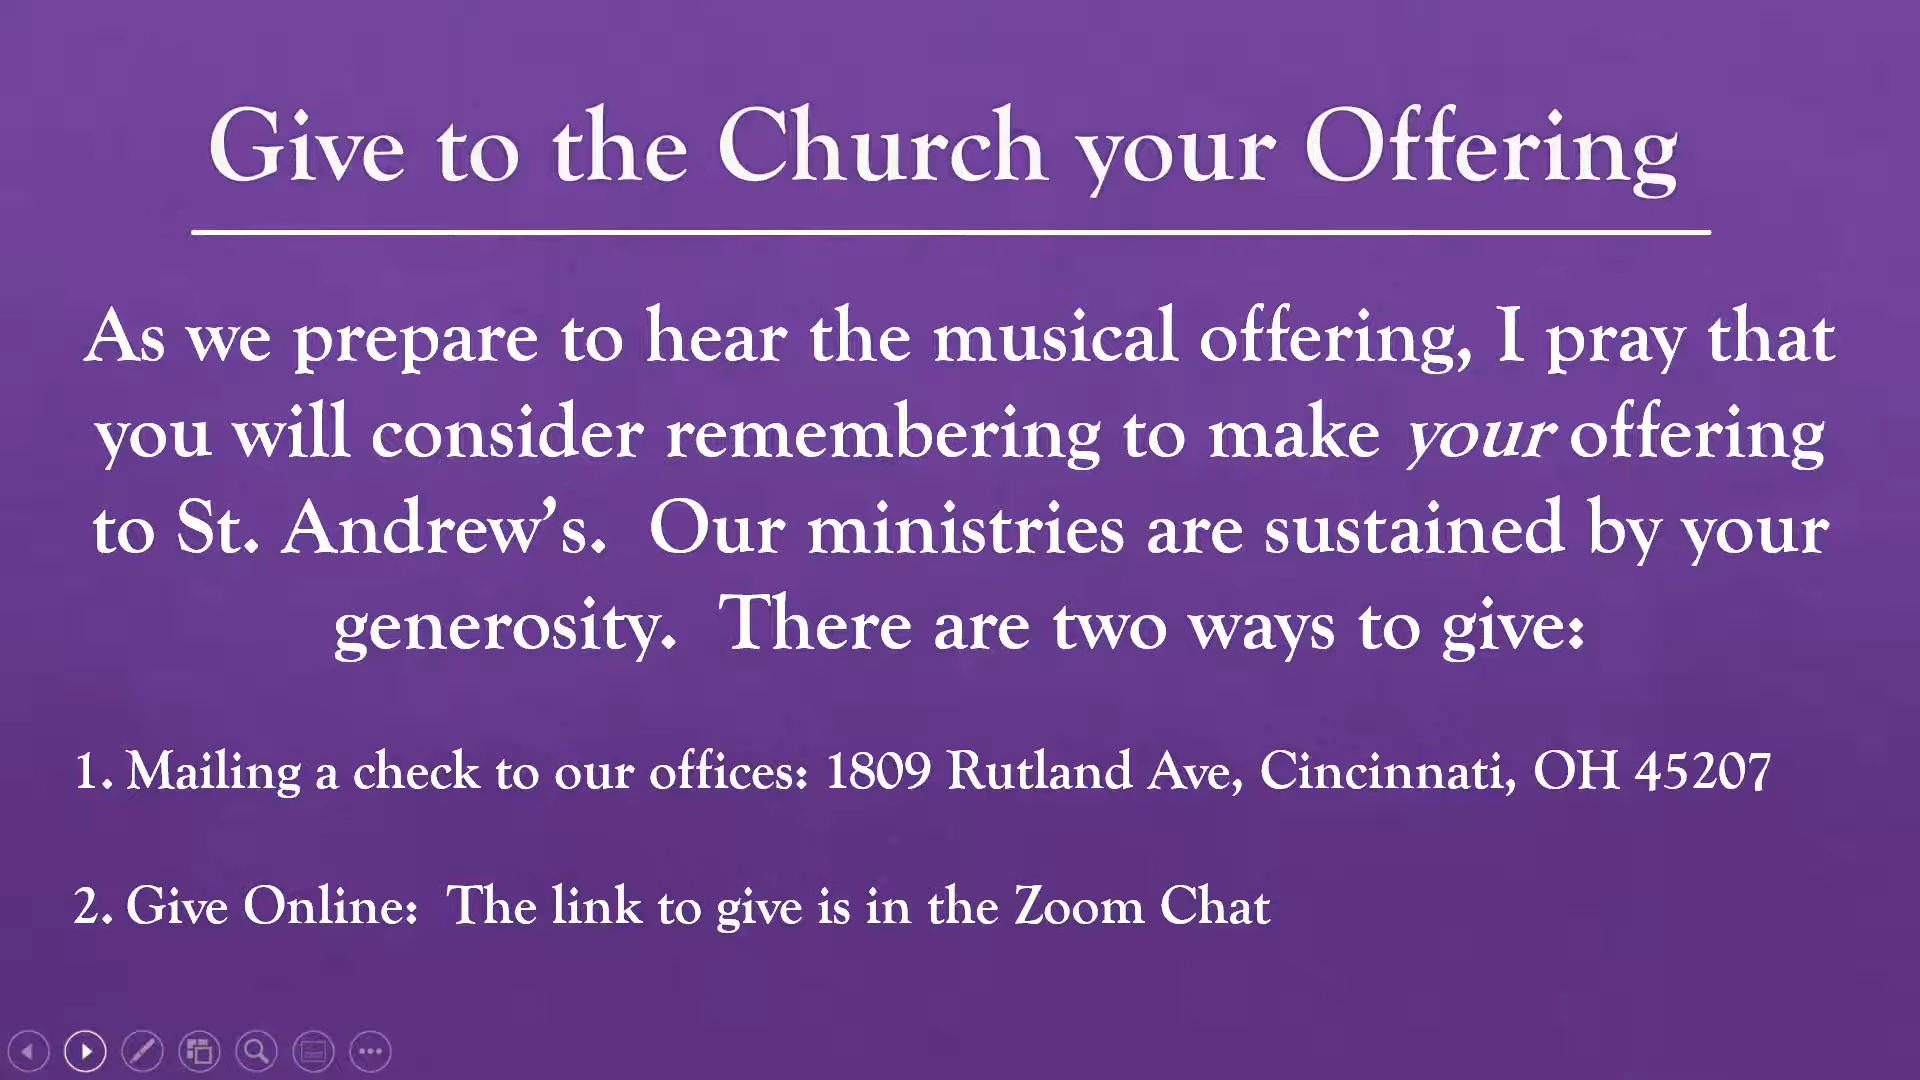 Give to the Church your Offering
As we prepare to hear the musical offering, I pray that
you will consider remembering to make your offering
to St. Andrew’s.  Our ministries are sustained by your
generosity.  There are two ways to give:
1. Mailing a check to our offices: 1809 Rutland Ave, Cincinnati, OH 45207
2. Give Online:  The link to give is in the Zoom Chat